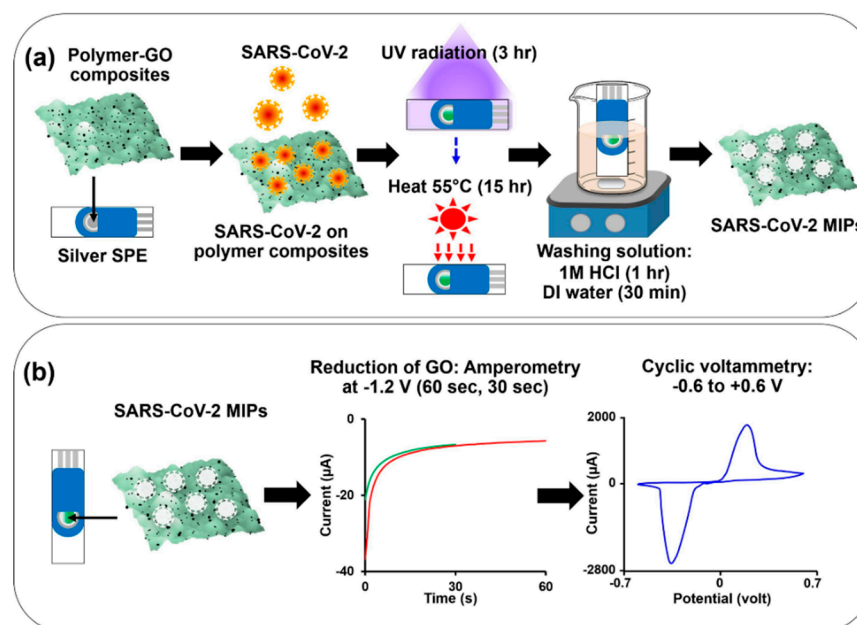 (a)
Polymer-GO
composites
Silver SPE
SARS-CoV-2
SARS-CoV-2 on
polymer composites
UV radiation (3 hr)
Heat 55°C (15 hr)
Washing solution:
1M HCl (1 hr)
DI water (30 min)
SARS-CoV-2 MIPs
(b)
SARS-CoV-2 MIPs
Reduction of GO: Amperometry
at -1.2 V (60 sec, 30 sec)
0
-20
-40
Current (µA)
0
30
60
Time (s)
Cyclic voltammetry:
-0.6 to +0.6 V
2000
0
-2800
Current (µA)
-0.7
0
0.7
Potential (volt)